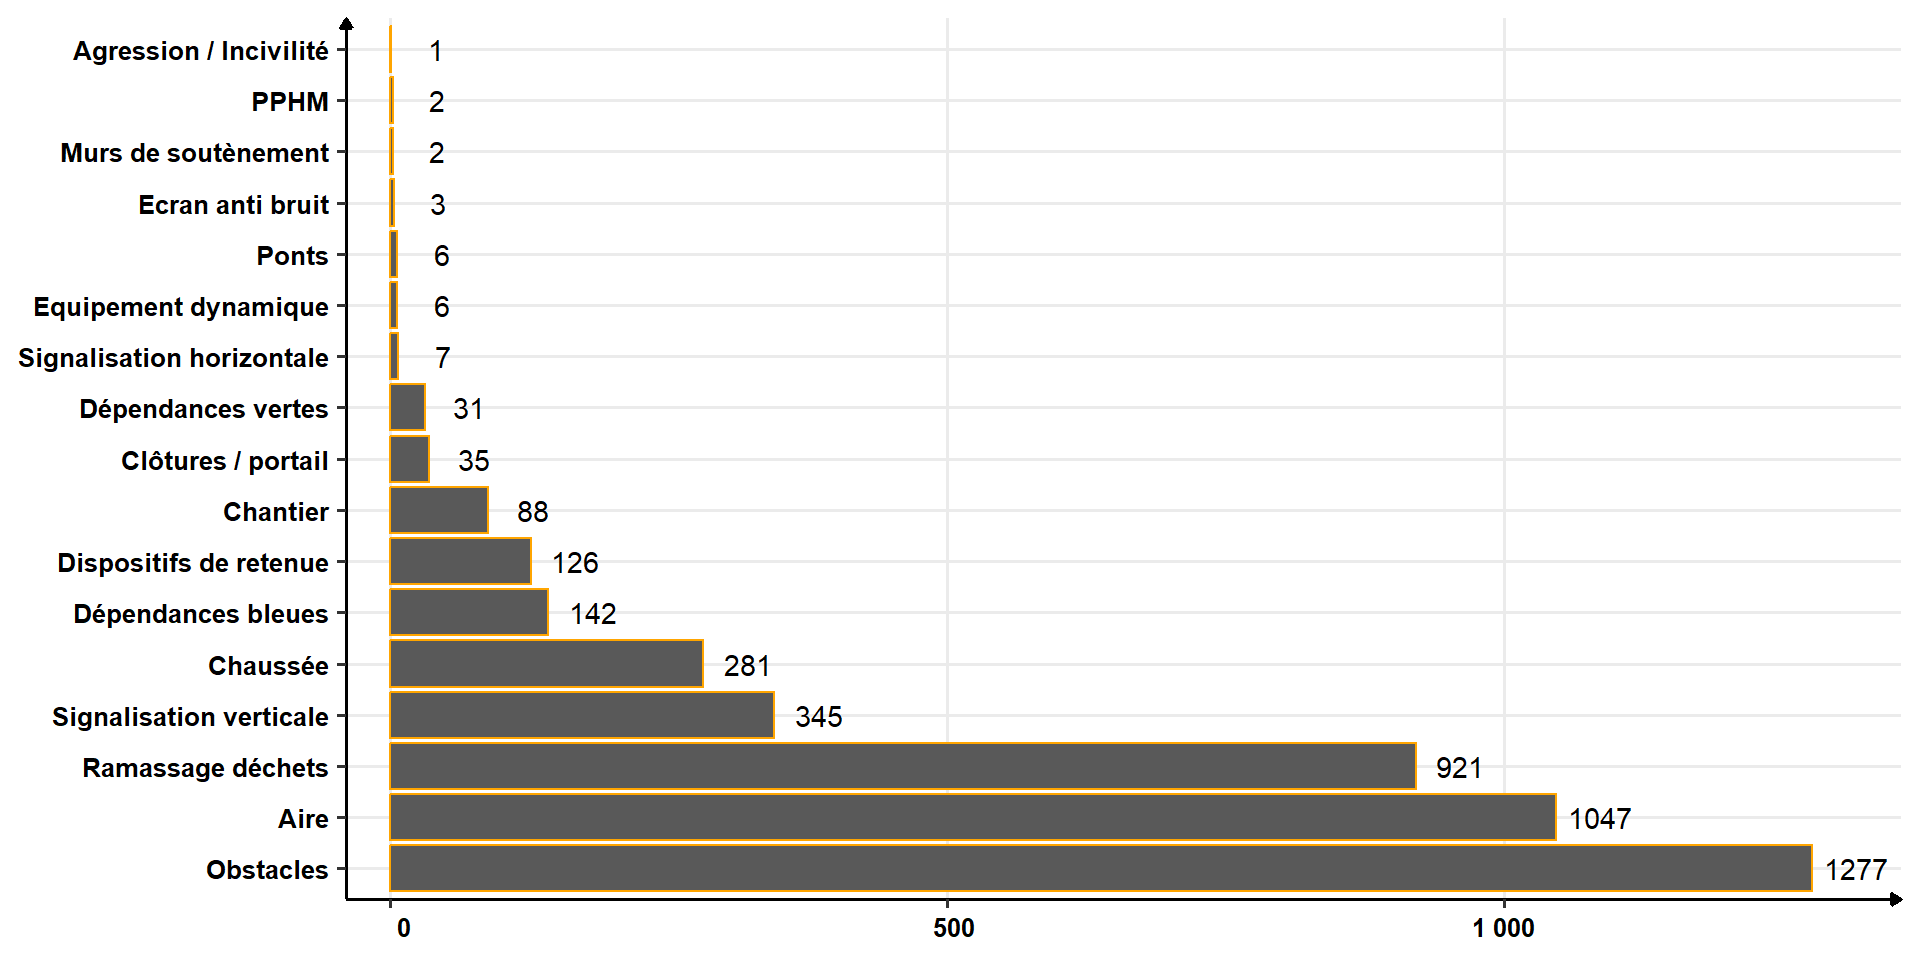 Agression / Incivilité 1
PPHM 2
Murs de soutènement 2
Ecran anti bruit 3
Ponts 6
Equipement dynamique 6
Signalisation horizontale 7
Dépendances vertes 31
Clôtures / portail 35
Chantier 88
Dispositifs de retenue 126
Dépendances bleues 142
Chaussée 281
Signalisation verticale 345
Ramassage déchets 921
Aire 1047
Obstacles 1277
0 500 1 000